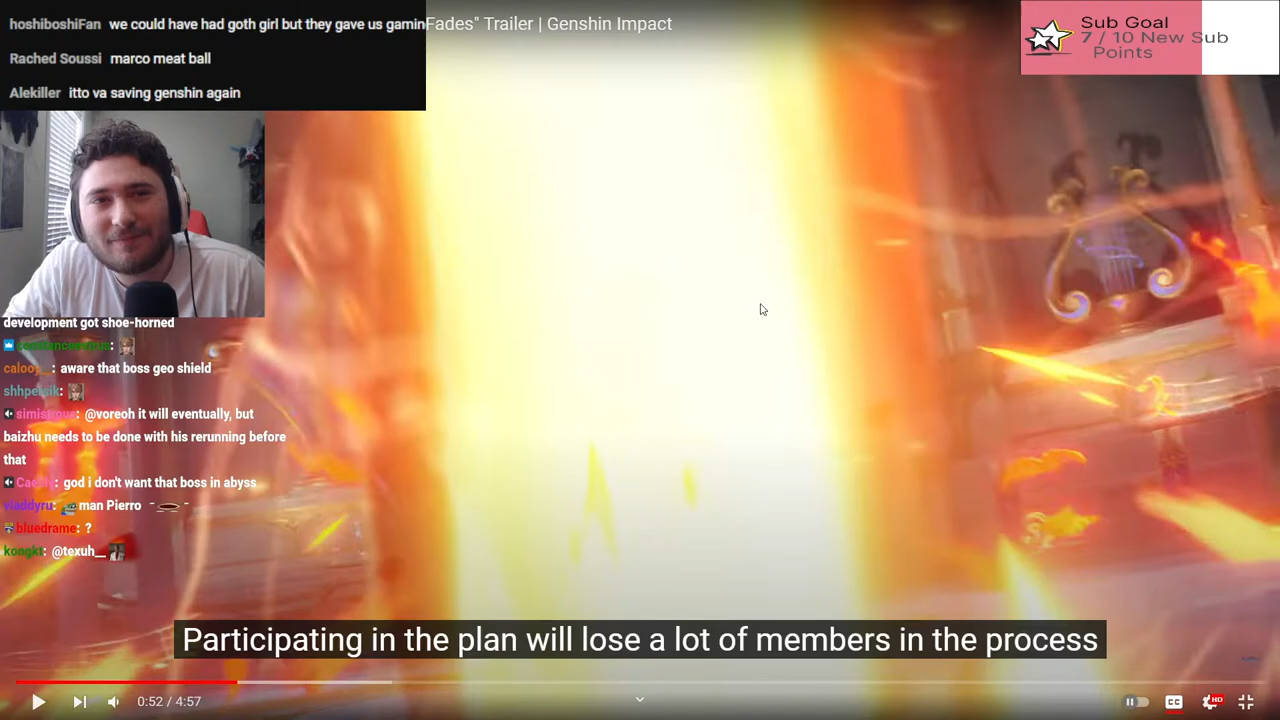 hoshiboshiFan we could have had goth girl but they gave us gamin
Fades" Trailer | Genshin Impact
Rached Soussi marco meat ball
Alekiller itto va saving genshin again
Sub Goal
7 / 10 New Sub
Points
development got shoe-horned
: aware that boss geo shield
: @voreoh it will eventually, but
baizhu needs to be done with his rerunning before
that
: god i don't want that boss in abyss
vladdyru: man Pierro
bluedrame: ?
kongkt: @texuh__
Participating in the plan will lose a lot of members in the process
0:52 / 4:57
CC
HD